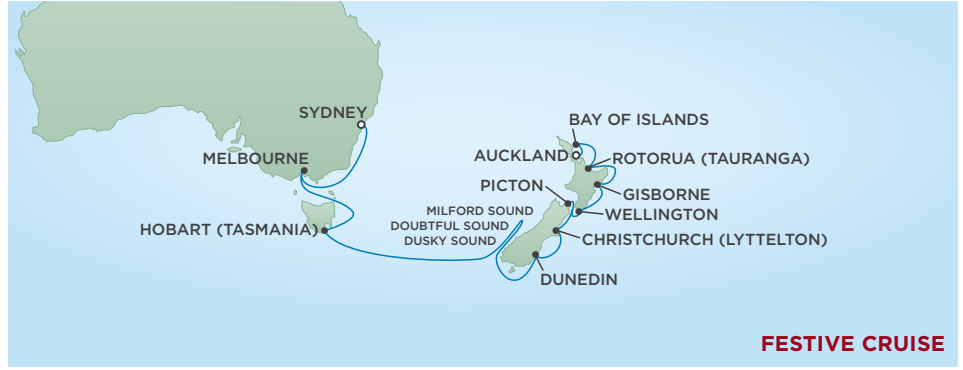 SYDNEY
BAY OF ISLANDS
MELBOURNE
AUCKLAND
ROTORUA (TAURANGA)
PICTON
GISBORNE
MILFORD SOUND
WELLINGTON
DOUBTFUL SOUND
HOBART (TASMANIA)
DUSKY SOUND
CHRISTCHURCH (LYTTELTON)
DUNEDIN
FESTIVE CRUISE